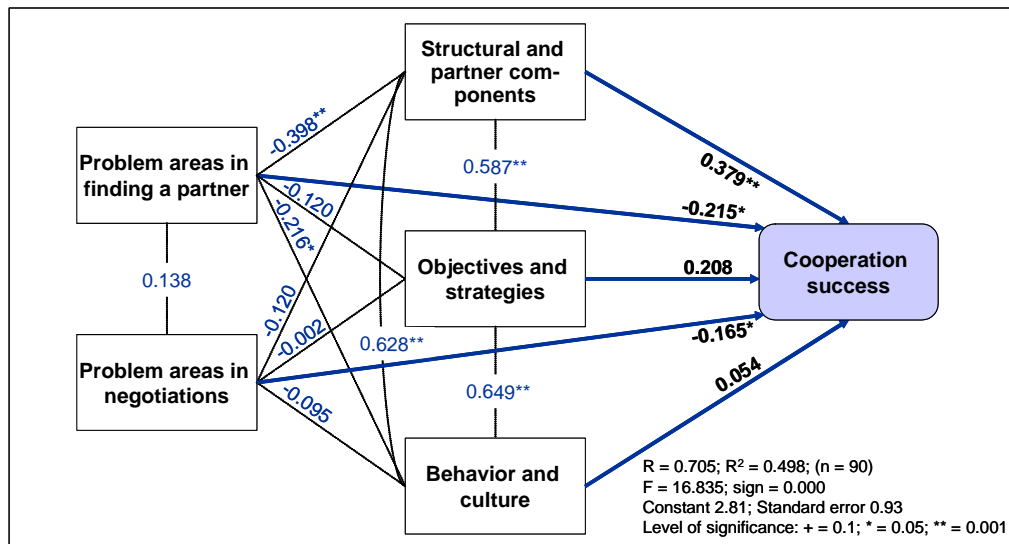 Structural and
partner com-
ponents
-0.398**
Problem areas in
finding a partner
0.587**
0.379**
-0.120
-0.216*
-0.215*
0.138
Objectives and
strategies
0.208
Cooperation
success
-0.120
-0.002
0.628**
-0.165*
Problem areas in
negotiations
-0.095
0.649**
0.054
Behavior and
culture
R = 0.705; R² = 0.498; (n = 90)
F = 16.835; sign = 0.000
Constant 2.81; Standard error 0.93
Level of significance: + = 0.1; * = 0.05; ** = 0.001